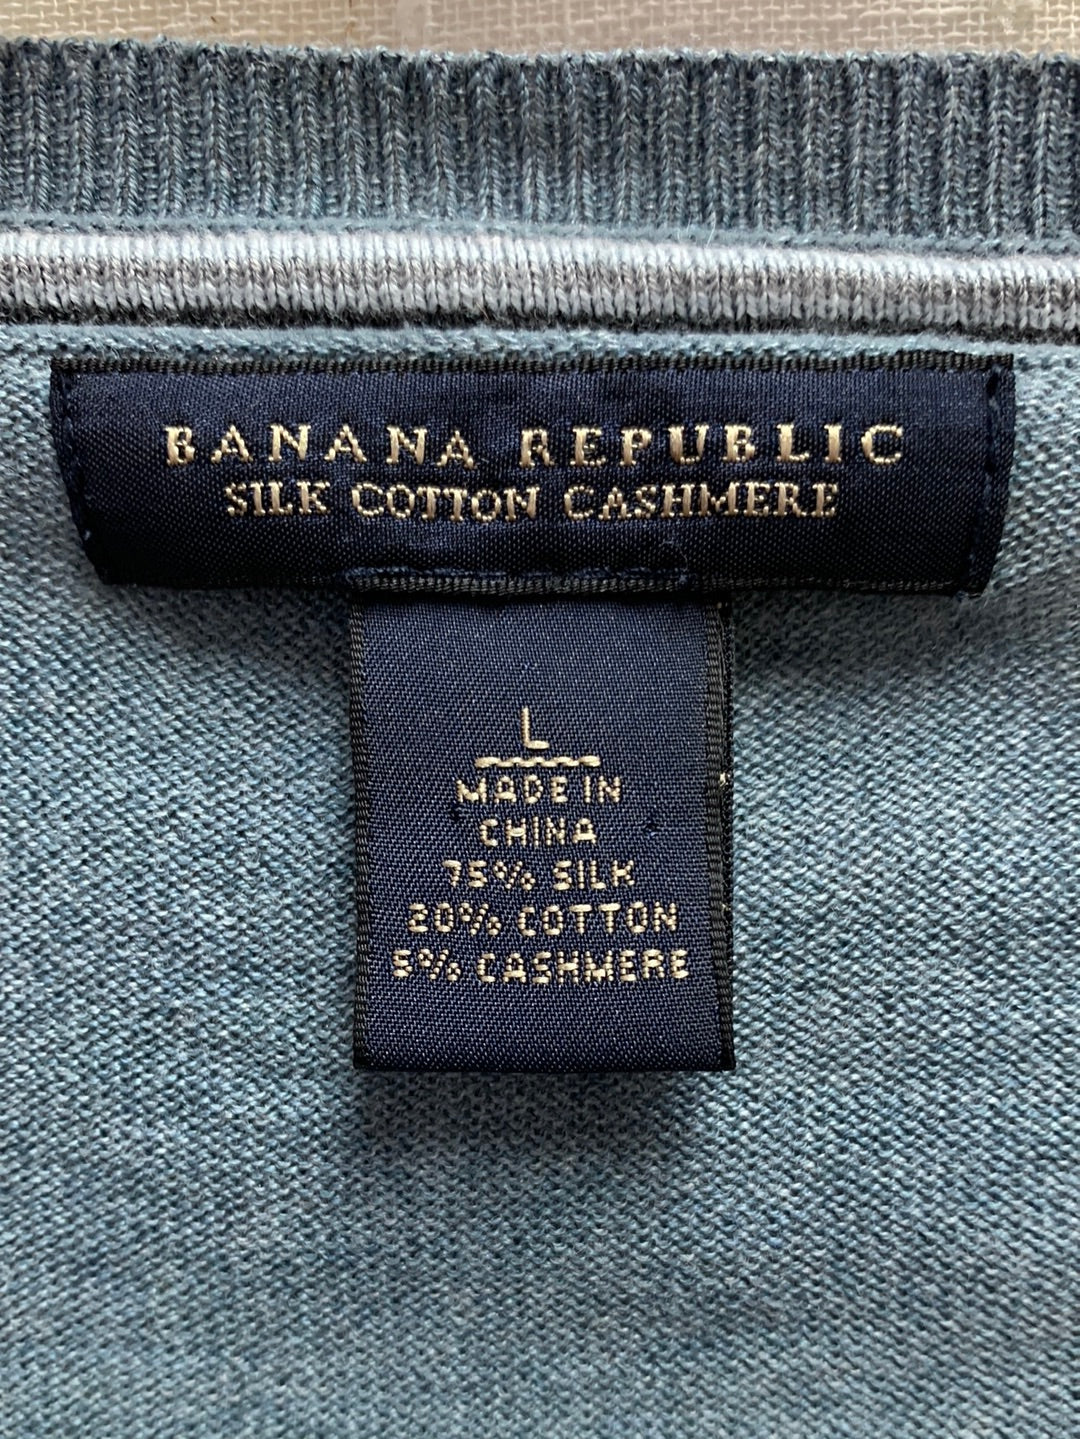 BANANA REPUBLIC
SILK COTTON CASHMERE
L
MADE IN
CHINA
75% SILK
20% COTTON
5% CASHMERE